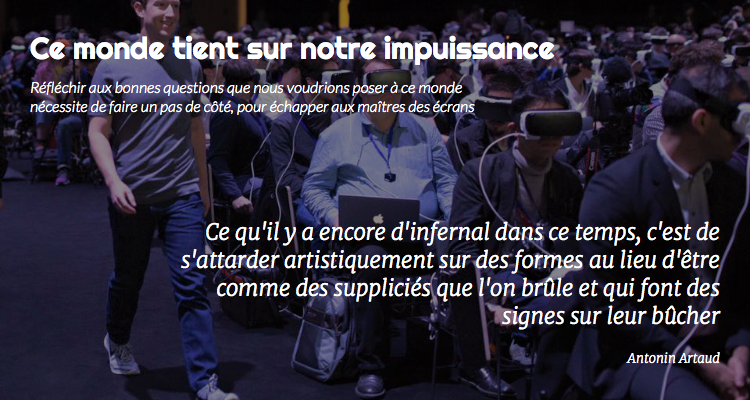 Ce monde tient sur notre impuissance
Réfléchir aux bonnes questions que nous voudrions poser à ce monde
nécessite de faire un pas de côté, pour échapper aux maîtres des écrans
Ce qu'il y a encore d'infernal dans ce temps, c'est de
s'attarder artistiquement sur des formes au lieu d'être
comme des suppliciés que l'on brûle et qui font des
signes sur leur bûcher
Antonin Artaud